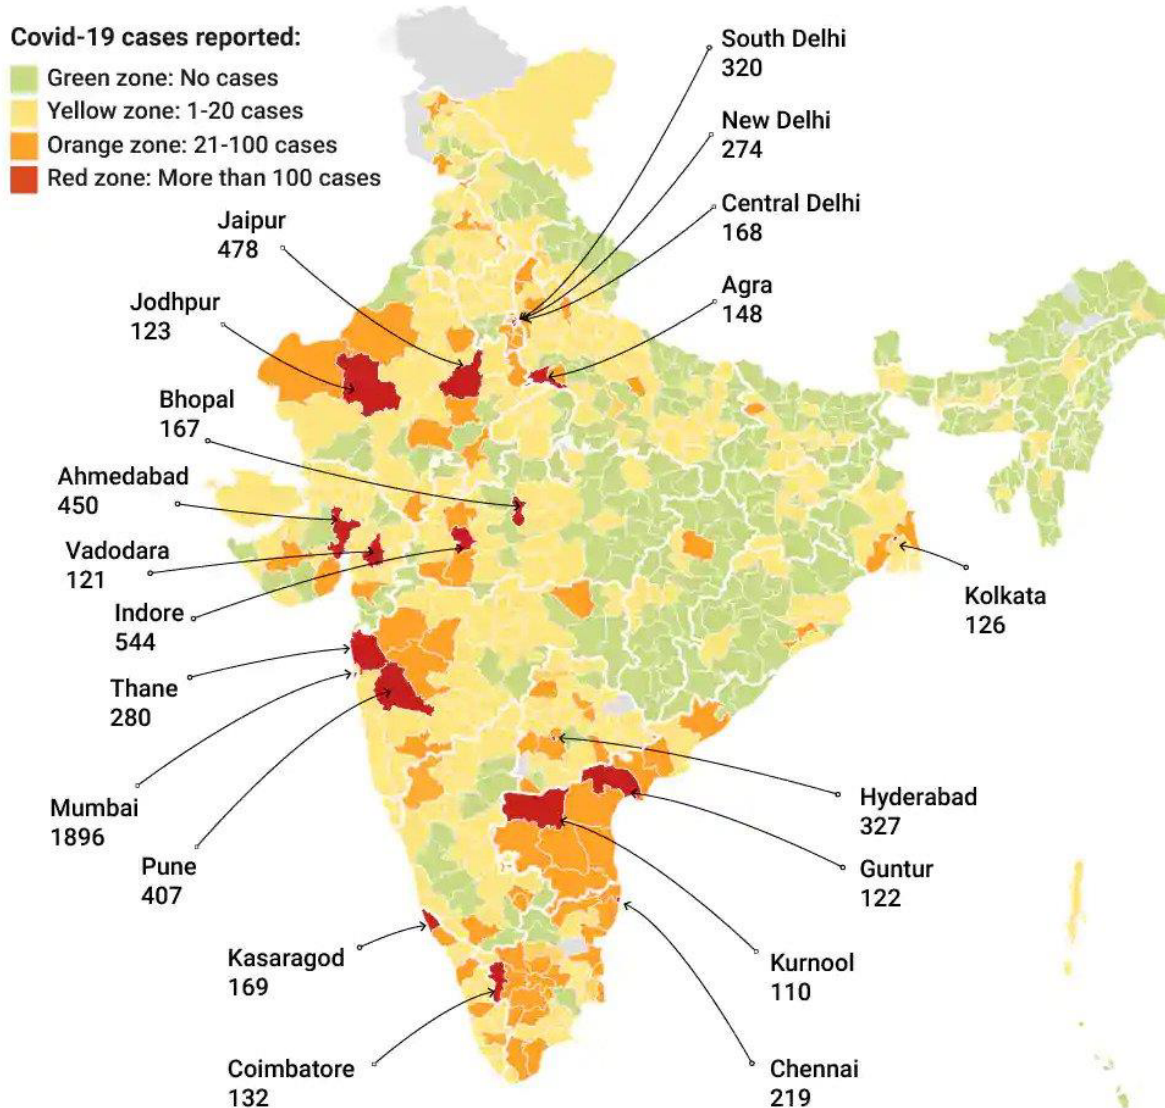 Covid-19 cases reported:
Green zone: No cases
Yellow zone: 1-20 cases
Orange zone: 21-100 cases
Red zone: More than 100 cases
South Delhi
320
New Delhi
274
Central Delhi
168
Agra
148
Jaipur
478
Jodhpur
123
Bhopal
167
Ahmedabad
450
Vadodara
121
Indore
544
Thane
280
Mumbai
1896
Pune
407
Kasaragod
169
Coimbatore
132
Kolkata
126
Hyderabad
327
Guntur
122
Kurnool
110
Chennai
219